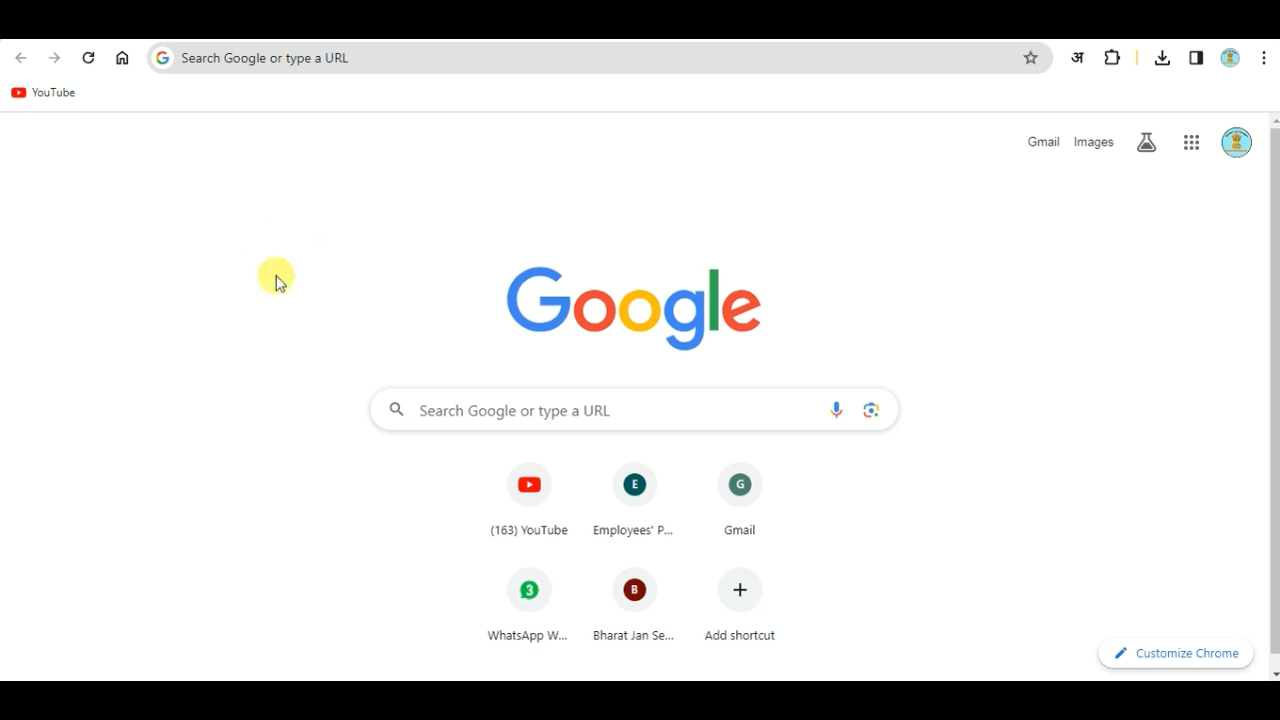 Search Google or type a URL
अ
YouTube
Gmail Images
Google
Search Google or type a URL
E G
(163) YouTube Employees' P... Gmail
3 B
WhatsApp W... Bharat Jan Se... Add shortcut
Customize Chrome